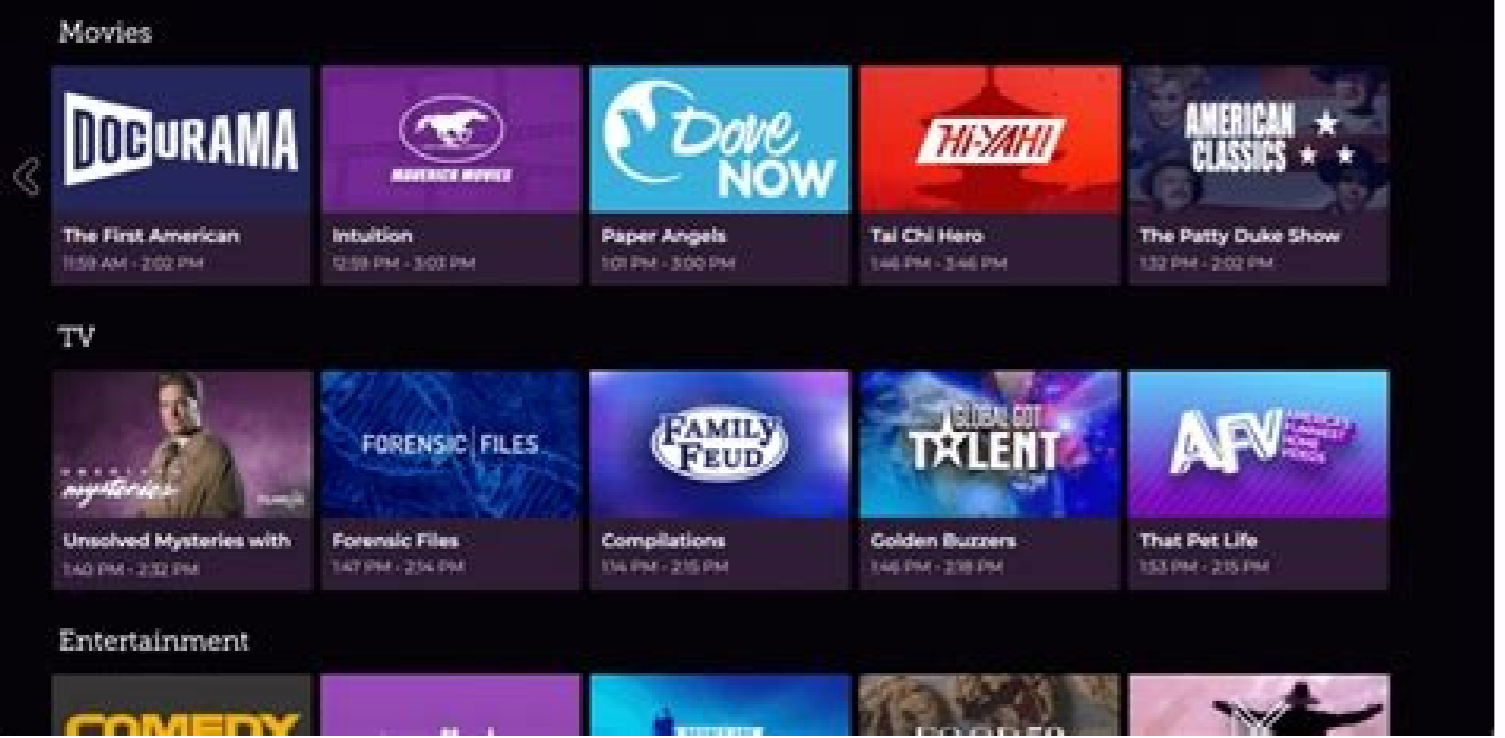 Movies
DOCURAMA
MAVERICK MOVIES
Dove
NOW
HI-YAH!
AMERICAN
CLASSICS
The First American
11:59 AM - 2:02 PM
Intuition
12:59 PM - 3:03 PM
Paper Angels
1:01 PM - 3:00 PM
Tai Chi Hero
1:46 PM - 3:46 PM
The Patty Duke Show
1:32 PM - 2:02 PM
TV
UNSOLVED
mysteries
FORENSIC FILES
FAMILY
FEUD
GLOBAL GOT
TALENT
AFV
AMERICA'S
FUNNIEST
HOME
VIDEOS
Unsolved Mysteries with
1:40 PM - 2:32 PM
Forensic Files
1:47 PM - 2:14 PM
Compilations
1:14 PM - 2:15 PM
Golden Buzzers
1:46 PM - 2:18 PM
That Pet Life
1:53 PM - 2:15 PM
Entertainment
COMEDY